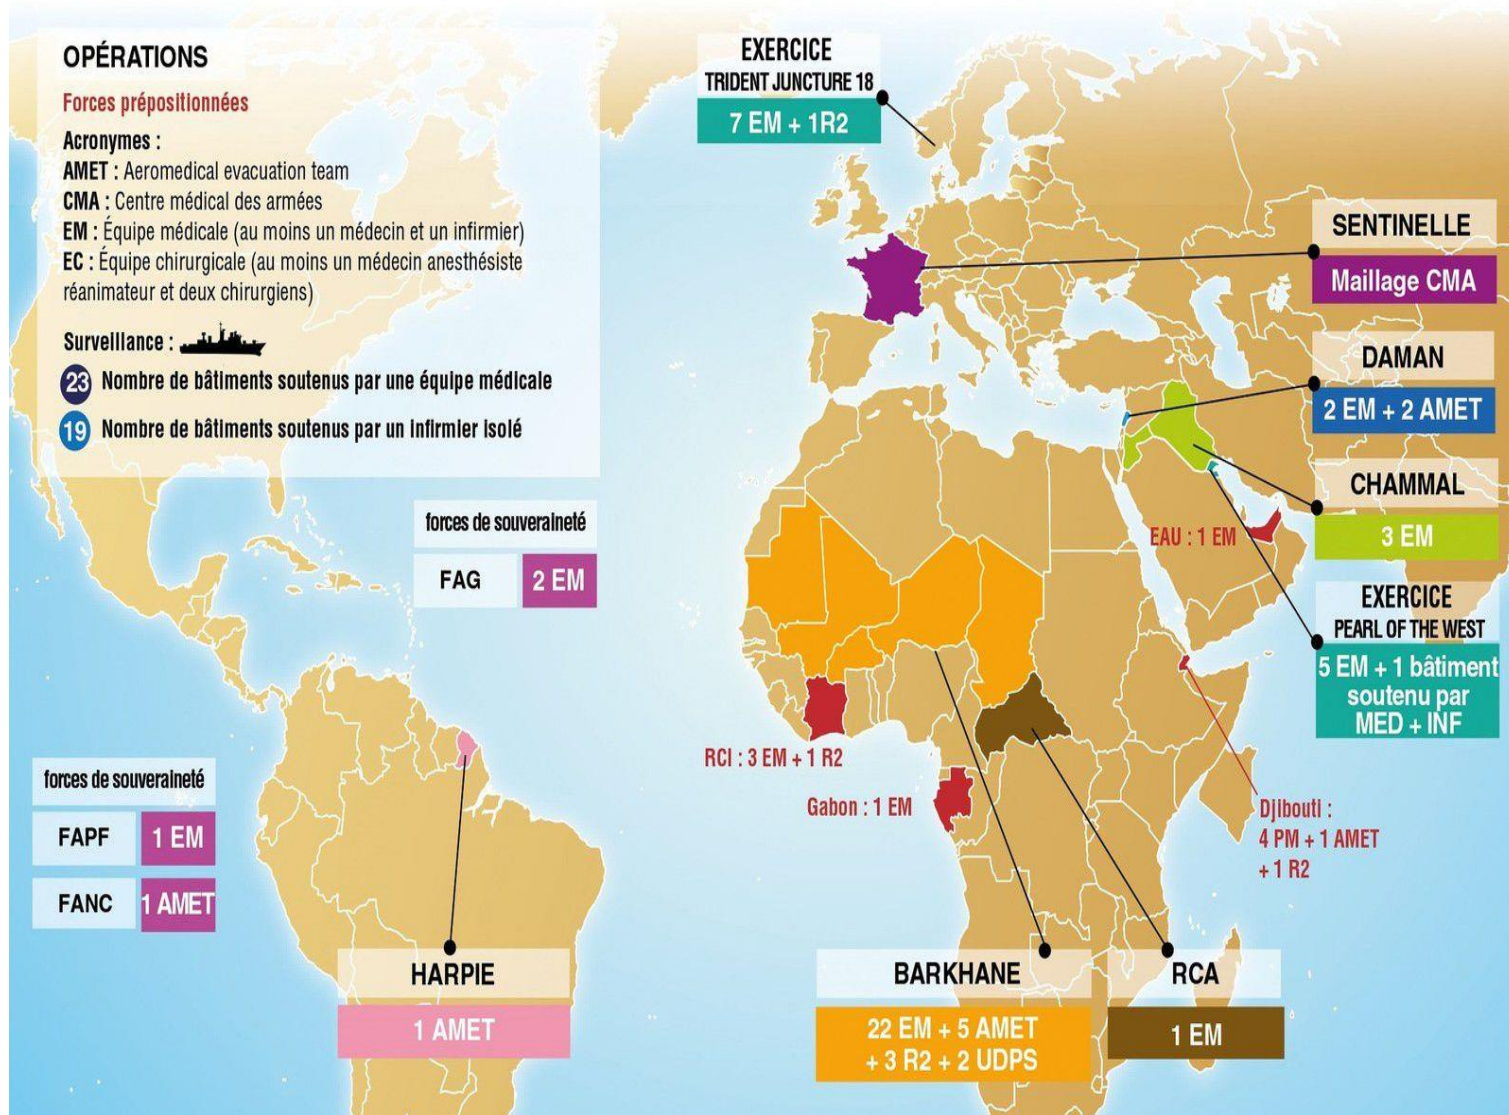 OPÉRATIONS
Forces prépositionnées
Acronymes :
AMET : Aeromedical evacuation team
CMA : Centre médical des armées
EM : Équipe médicale (au moins un médecin et un infirmier)
EC : Équipe chirurgicale (au moins un médecin anesthésiste
réanimateur et deux chirurgiens)
Surveillance :
23 Nombre de bâtiments soutenus par une équipe médicale
19 Nombre de bâtiments soutenus par un infirmier isolé
EXERCICE
TRIDENT JUNCTURE 18
7 EM + 1R2
SENTINELLE
Maillage CMA
DAMAN
2 EM + 2 AMET
CHAMMAL
3 EM
EAU : 1 EM
EXERCICE
PEARL OF THE WEST
5 EM + 1 bâtiment
soutenu par
MED + INF
forces de souveraineté
FAG 2 EM
RCI : 3 EM + 1 R2
Gabon : 1 EM
Djibouti :
4 PM + 1 AMET
+ 1 R2
forces de souveraineté
FAPF 1 EM
FANC 1 AMET
HARPIE
1 AMET
BARKHANE
22 EM + 5 AMET
+ 3 R2 + 2 UDPS
RCA
1 EM